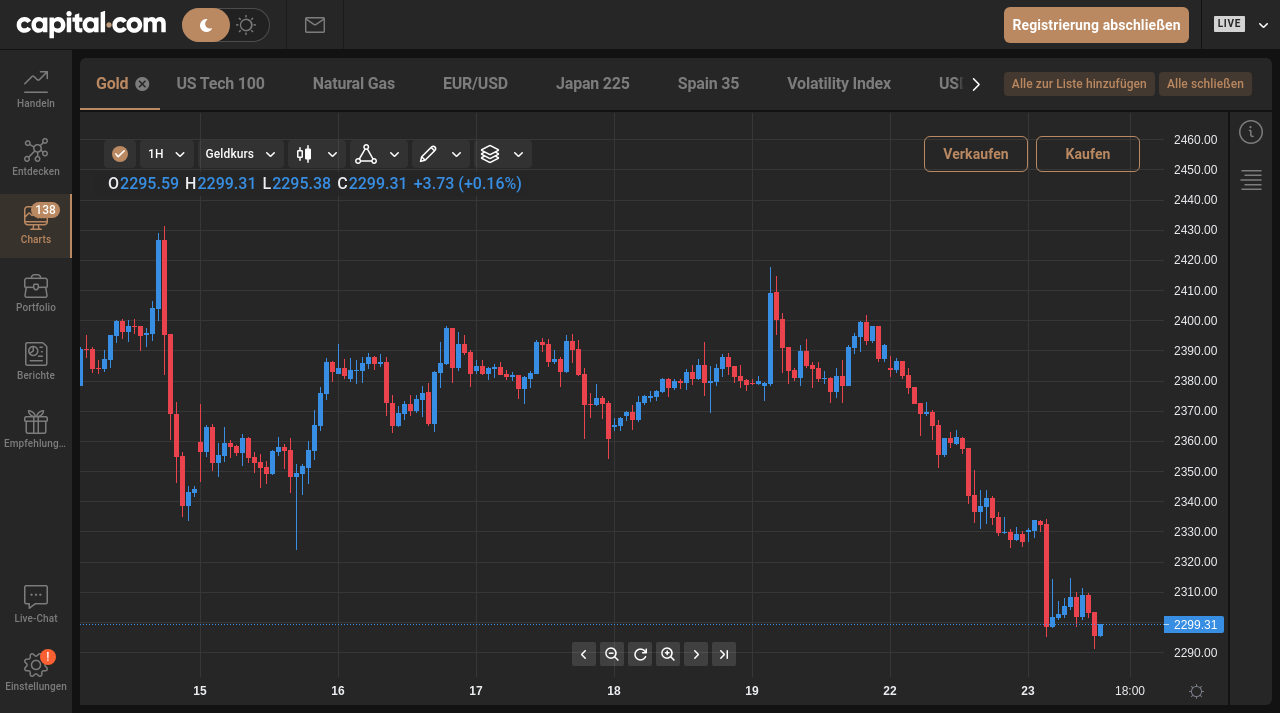 capital.com
Registrierung abschließen
LIVE
Handeln
Entdecken
138
Charts
Portfolio
Berichte
Empfehlung...
Live-Chat
!
Einstellungen
Gold
US Tech 100
Natural Gas
EUR/USD
Japan 225
Spain 35
Volatility Index
Alle zur Liste hinzufügen
Alle schließen
1H
Geldkurs
Verkaufen
Kaufen
O2295.59 H2299.31 L2295.38 C2299.31 +3.73 (+0.16%)
2460.00
2450.00
2440.00
2430.00
2420.00
2410.00
2400.00
2390.00
2380.00
2370.00
2360.00
2350.00
2340.00
2330.00
2320.00
2310.00
2299.31
2290.00
15
16
17
18
19
22
23
18:00